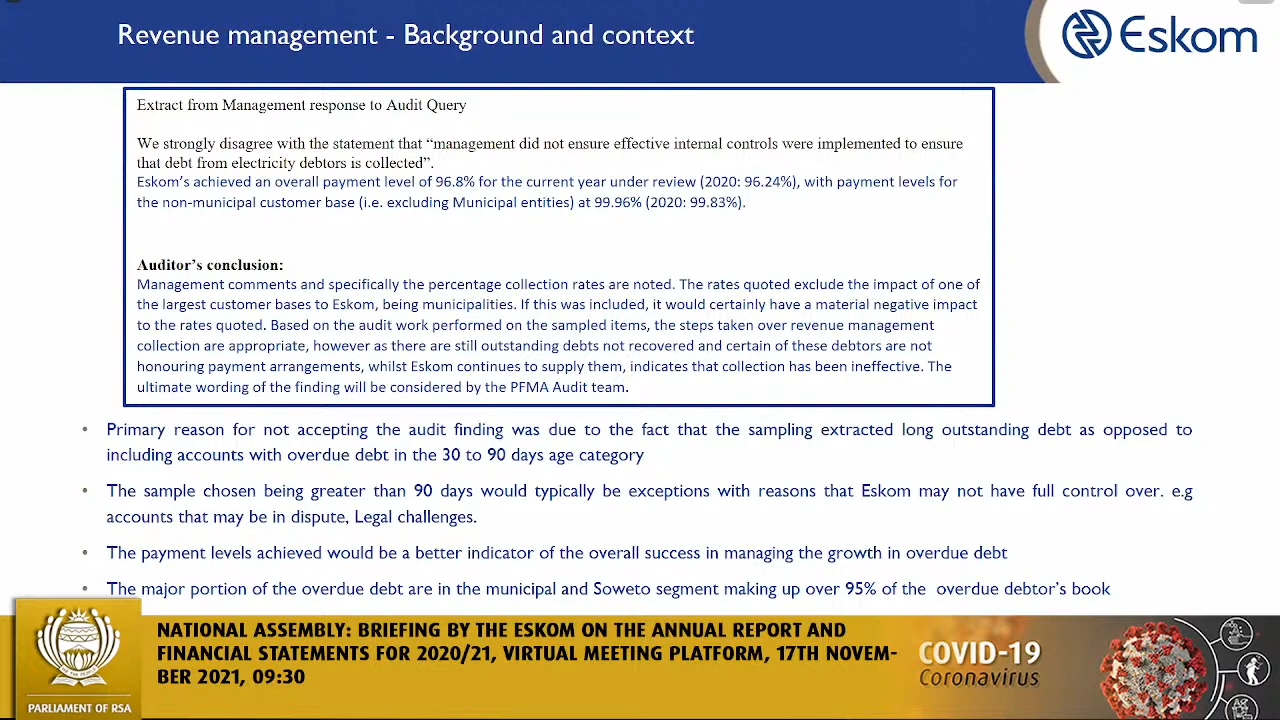 Revenue management - Background and context
Eskom
Extract from Management response to Audit Query
We strongly disagree with the statement that “management did not ensure effective internal controls were implemented to ensure
that debt from electricity debtors is collected”.
Eskom’s achieved an overall payment level of 96.8% for the current year under review (2020: 96.24%), with payment levels for
the non-municipal customer base (i.e. excluding Municipal entities) at 99.96% (2020: 99.83%).
Auditor’s conclusion:
Management comments and specifically the percentage collection rates are noted. The rates quoted exclude the impact of one of
the largest customer bases to Eskom, being municipalities. If this was included, it would certainly have a material negative impact
to the rates quoted. Based on the audit work performed on the sampled items, the steps taken over revenue management
collection are appropriate, however as there are still outstanding debts not recovered and certain of these debtors are not
honouring payment arrangements, whilst Eskom continues to supply them, indicates that collection has been ineffective. The
ultimate wording of the finding will be considered by the PFMA Audit team.
• Primary reason for not accepting the audit finding was due to the fact that the sampling extracted long outstanding debt as opposed to
including accounts with overdue debt in the 30 to 90 days age category
• The sample chosen being greater than 90 days would typically be exceptions with reasons that Eskom may not have full control over. e.g
accounts that may be in dispute, Legal challenges.
• The payment levels achieved would be a better indicator of the overall success in managing the growth in overdue debt
• The major portion of the overdue debt are in the municipal and Soweto segment making up over 95% of the overdue debtor’s book
NATIONAL ASSEMBLY: BRIEFING BY THE ESKOM ON THE ANNUAL REPORT AND
FINANCIAL STATEMENTS FOR 2020/21, VIRTUAL MEETING PLATFORM, 17TH NOVEM-
BER 2021, 09:30
PARLIAMENT OF RSA
COVID-19
Coronavirus